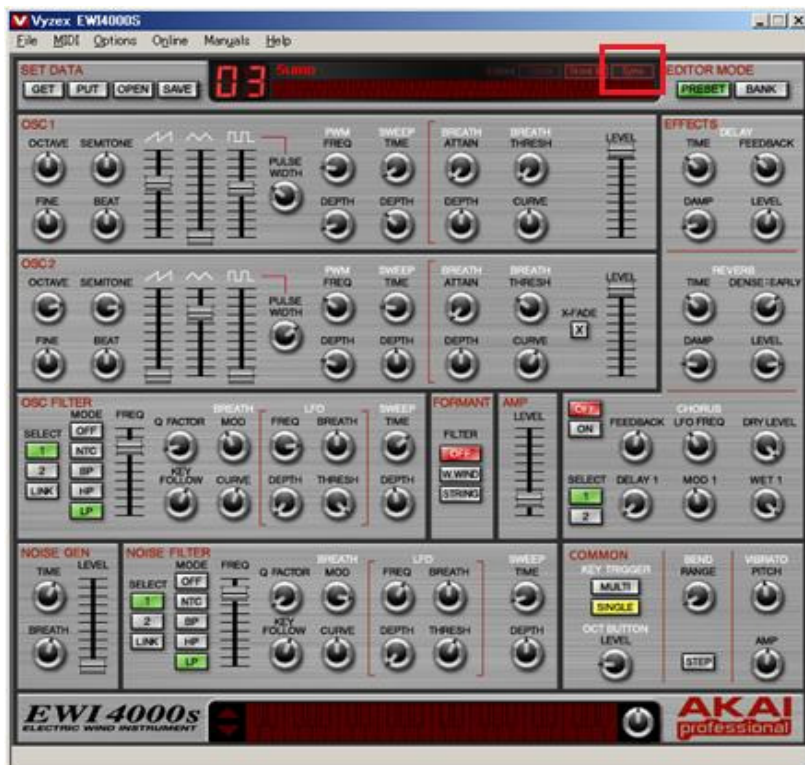 Vyzex EWI4000S
File MIDI Options Online Manuals Help
SET DATA
GET PUT OPEN SAVE
03
EDITOR MODE
PRESET BANK
OSC 1
OCTAVE SEMITONE
PULSE WIDTH
PWM
FREQ
SWEEP
TIME
BREATH
ATTAIN
BREATH
THRESH
LEVEL
FINE BEAT
DEPTH DEPTH DEPTH CURVE
EFFECTS
DELAY
TIME FEEDBACK
DAMP LEVEL
OSC 2
OCTAVE SEMITONE
PULSE WIDTH
PWM
FREQ
SWEEP
TIME
BREATH
ATTAIN
BREATH
THRESH
LEVEL
X-FADE
X
FINE BEAT
DEPTH DEPTH DEPTH CURVE
REVERB
TIME DENSE=EARLY
DAMP LEVEL
OSC FILTER
SELECT
1
2
LINK
MODE
OFF
NTC
BP
HP
LP
FREQ
Q FACTOR
BREATH
MOD
KEY FOLLOW
CURVE
LFO
FREQ BREATH
DEPTH THRESH
SWEEP
TIME
DEPTH
FORMANT
FILTER
OFF
W.WIND
STRING
AMP
LEVEL
OFF
ON
CHORUS
FEEDBACK LFO FREQ DRY LEVEL
SELECT
1
2
DELAY 1 MOD 1 WET 1
NOISE GEN
TIME LEVEL
BREATH
NOISE FILTER
SELECT
1
2
LINK
MODE
OFF
NTC
BP
HP
LP
FREQ
Q FACTOR
BREATH
MOD
KEY FOLLOW
CURVE
LFO
FREQ BREATH
DEPTH THRESH
SWEEP
TIME
DEPTH
COMMON
KEY TRIGGER
MULTI
SINGLE
OCT BUTTON
LEVEL
BEND
RANGE
STEP
VIBRATO
PITCH
AMP
EWI4000s
ELECTRIC WIND INSTRUMENT
AKAI
professional